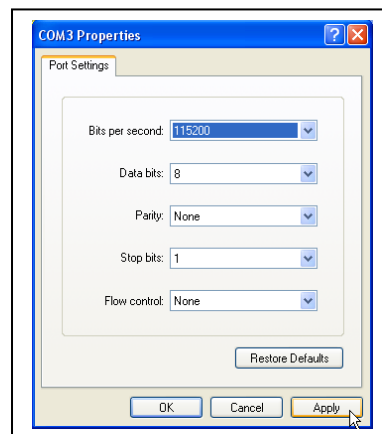 COM3 Properties
Port Settings
Bits per second: 115200
Data bits: 8
Parity: None
Stop bits: 1
Flow control: None
Restore Defaults
OK Cancel Apply